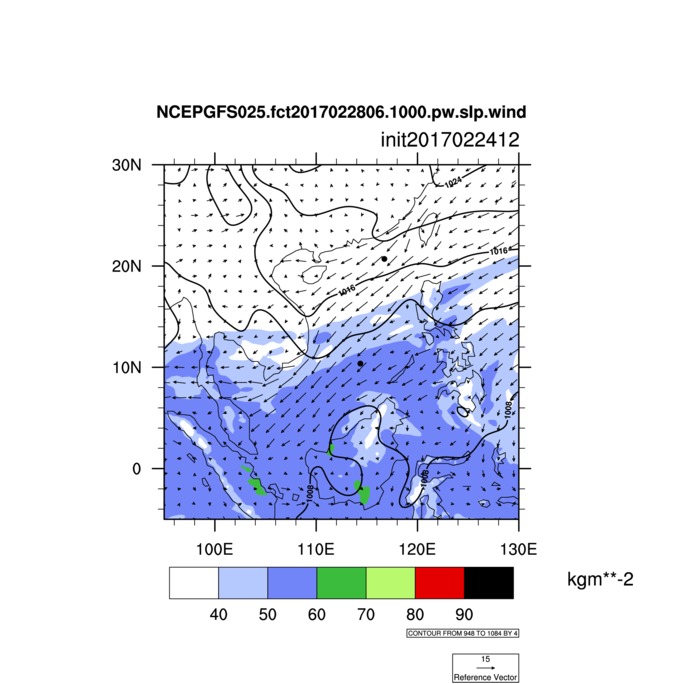 NCEPGFS025.fct2017022806.1000.pw.slp.wind
init2017022412
30N
1024
1016
20N
1016
10N
1008
0
1008
1008
100E 110E 120E 130E
kgm**-2
40 50 60 70 80 90
CONTOUR FROM 948 TO 1084 BY 4
15
Reference Vector